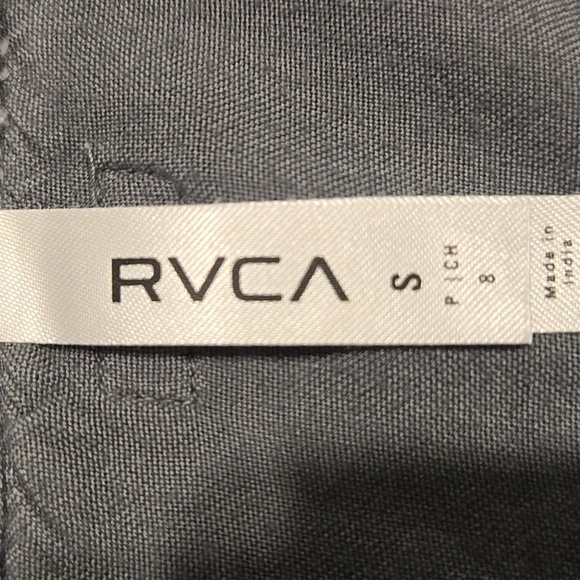 RVCA
S
P | CH
8
Made in
India